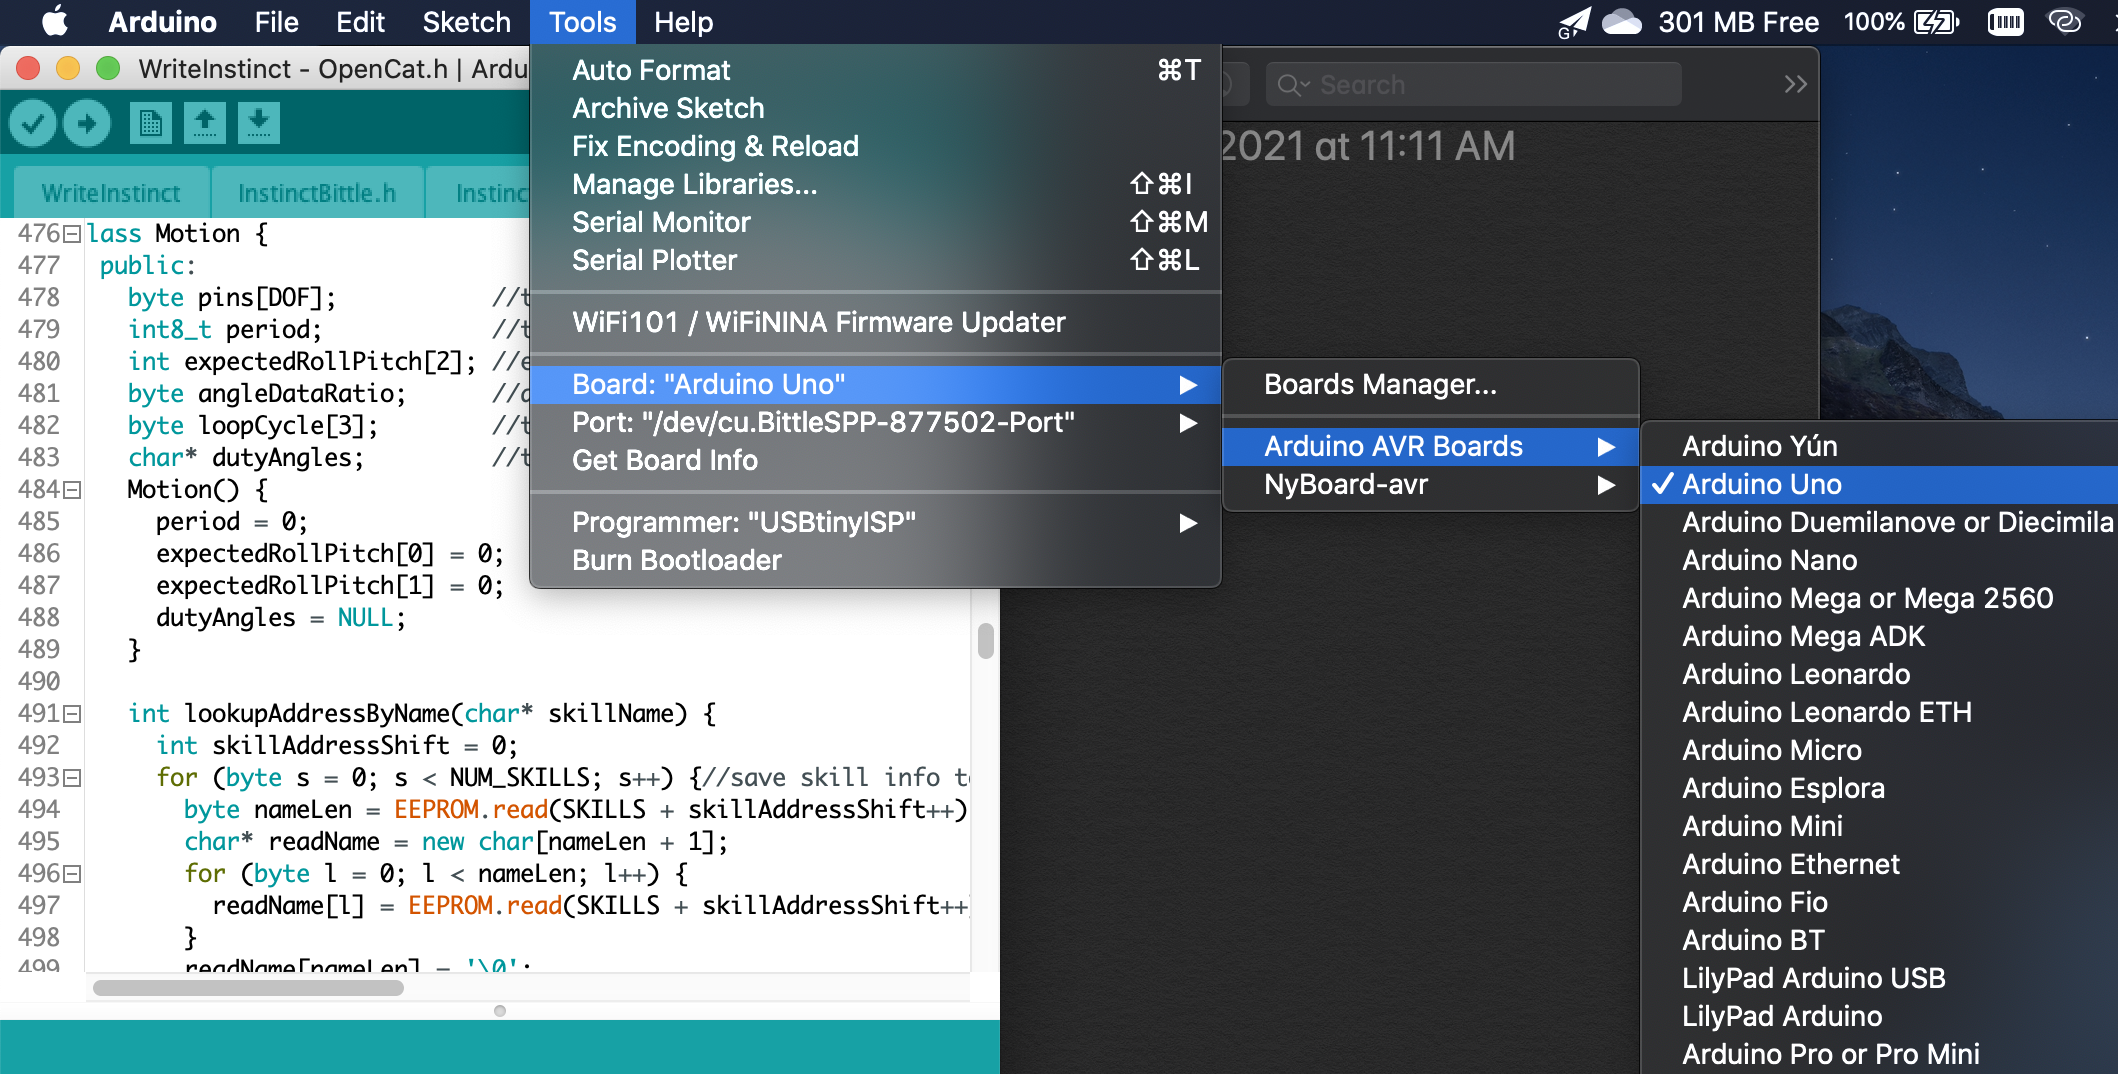 Arduino File Edit Sketch Tools Help
301 MB Free 100%
WriteInstinct - OpenCat.h | Ardu
Search
2021 at 11:11 AM
WriteInstinct InstinctBittle.h Instinc
Auto Format ⌘T
Archive Sketch
Fix Encoding & Reload
Manage Libraries... ⇧⌘I
Serial Monitor ⇧⌘M
Serial Plotter ⇧⌘L
WiFi101 / WiFiNINA Firmware Updater
Board: "Arduino Uno"
Port: "/dev/cu.BittleSPP-877502-Port"
Get Board Info
Programmer: "USBtinyISP"
Burn Bootloader
Boards Manager...
Arduino AVR Boards
NyBoard-avr
Arduino Yún
✓ Arduino Uno
Arduino Duemilanove or Diecimila
Arduino Nano
Arduino Mega or Mega 2560
Arduino Mega ADK
Arduino Leonardo
Arduino Leonardo ETH
Arduino Micro
Arduino Esplora
Arduino Mini
Arduino Ethernet
Arduino Fio
Arduino BT
LilyPad Arduino USB
LilyPad Arduino
Arduino Pro or Pro Mini
476 lass Motion {
477 public:
478 byte pins[DOF]; //t
479 int8_t period; //t
480 int expectedRollPitch[2]; //e
481 byte angleDataRatio; //
482 byte loopCycle[3]; //t
483 char* dutyAngles; //t
484 Motion() {
485 period = 0;
486 expectedRollPitch[0] = 0;
487 expectedRollPitch[1] = 0;
488 dutyAngles = NULL;
489 }
490
491 int lookupAddressByName(char* skillName) {
492 int skillAddressShift = 0;
493 for (byte s = 0; s < NUM_SKILLS; s++) {//save skill info t
494 byte nameLen = EEPROM.read(SKILLS + skillAddressShift++)
495 char* readName = new char[nameLen + 1];
496 for (byte l = 0; l < nameLen; l++) {
497 readName[l] = EEPROM.read(SKILLS + skillAddressShift++
498 }
499 readName[nameLen] = '\0';